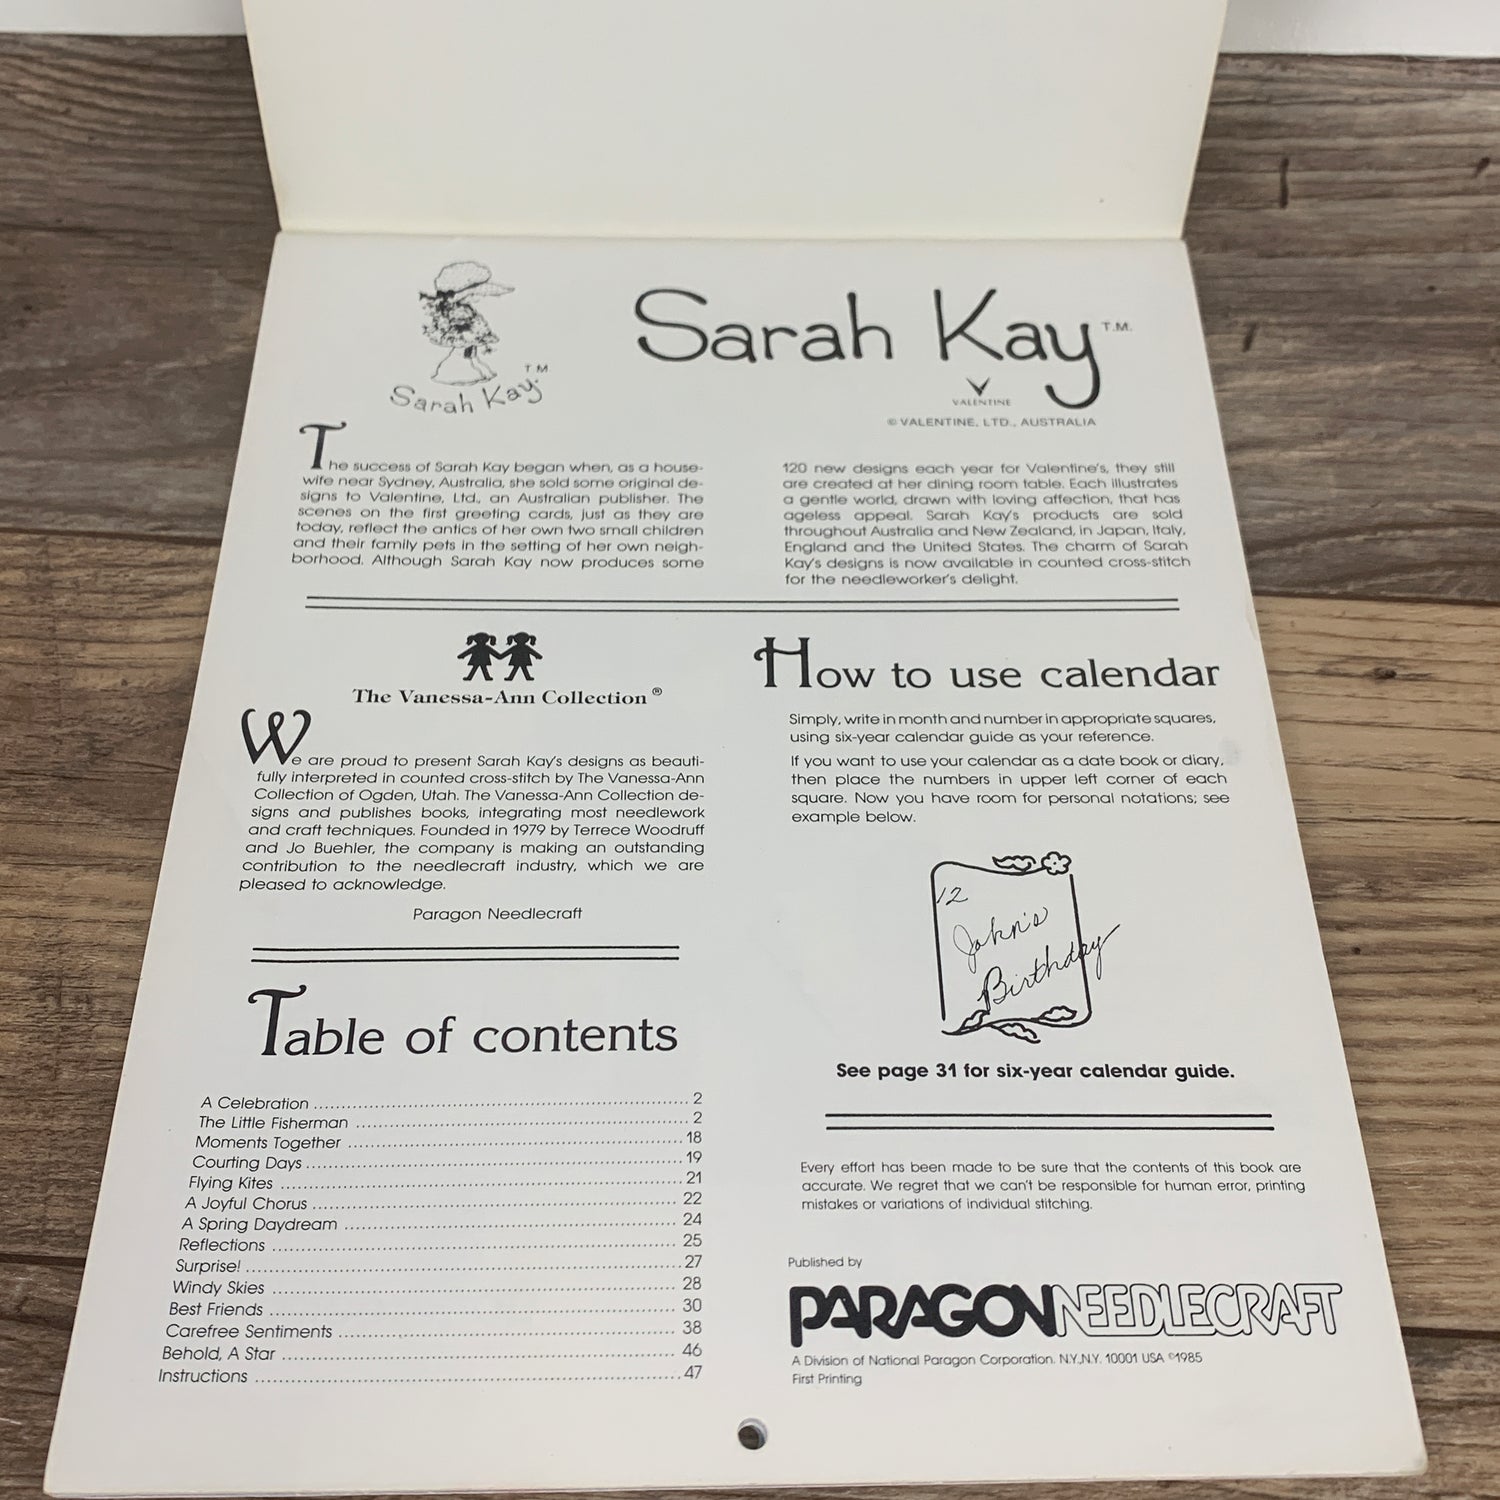 Sarah Kay T.M.
Sarah Kay T.M.
VALENTINE
© VALENTINE, LTD., AUSTRALIA
The success of Sarah Kay began when, as a house-
wife near Sydney, Australia, she sold some original de-
signs to Valentine, Ltd., an Australian publisher. The
scenes on the first greeting cards, just as they are
today, reflect the antics of her own two small children
and their family pets in the setting of her own neigh-
borhood. Although Sarah Kay now produces some
120 new designs each year for Valentine's, they still
are created at her dining room table. Each illustrates
a gentle world, drawn with loving affection, that has
ageless appeal. Sarah Kay's products are sold
throughout Australia and New Zealand, in Japan, Italy,
England and the United States. The charm of Sarah
Kay's designs is now available in counted cross-stitch
for the needleworker's delight.
The Vanessa-Ann Collection®
We are proud to present Sarah Kay's designs as beauti-
fully interpreted in counted cross-stitch by The Vanessa-Ann
Collection of Ogden, Utah. The Vanessa-Ann Collection de-
signs and publishes books, integrating most needlework
and craft techniques. Founded in 1979 by Terrece Woodruff
and Jo Buehler, the company is making an outstanding
contribution to the needlecraft industry, which we are
pleased to acknowledge.
Paragon Needlecraft
Table of contents
A Celebration ........ 2
The Little Fisherman ........ 2
Moments Together ........ 18
Courting Days ........ 19
Flying Kites ........ 21
A Joyful Chorus ........ 22
A Spring Daydream ........ 24
Reflections ........ 25
Surprise! ........ 27
Windy Skies ........ 28
Best Friends ........ 30
Carefree Sentiments ........ 38
Behold, A Star ........ 46
Instructions ........ 47
How to use calendar
Simply, write in month and number in appropriate squares,
using six-year calendar guide as your reference.
If you want to use your calendar as a date book or diary,
then place the numbers in upper left corner of each
square. Now you have room for personal notations; see
example below.
12
John's
Birthday
See page 31 for six-year calendar guide.
Every effort has been made to be sure that the contents of this book are
accurate. We regret that we can't be responsible for human error, printing
mistakes or variations of individual stitching.
Published by
PARAGON NEEDLECRAFT
A Division of National Paragon Corporation. N.Y.,N.Y. 10001 USA ©1985
First Printing